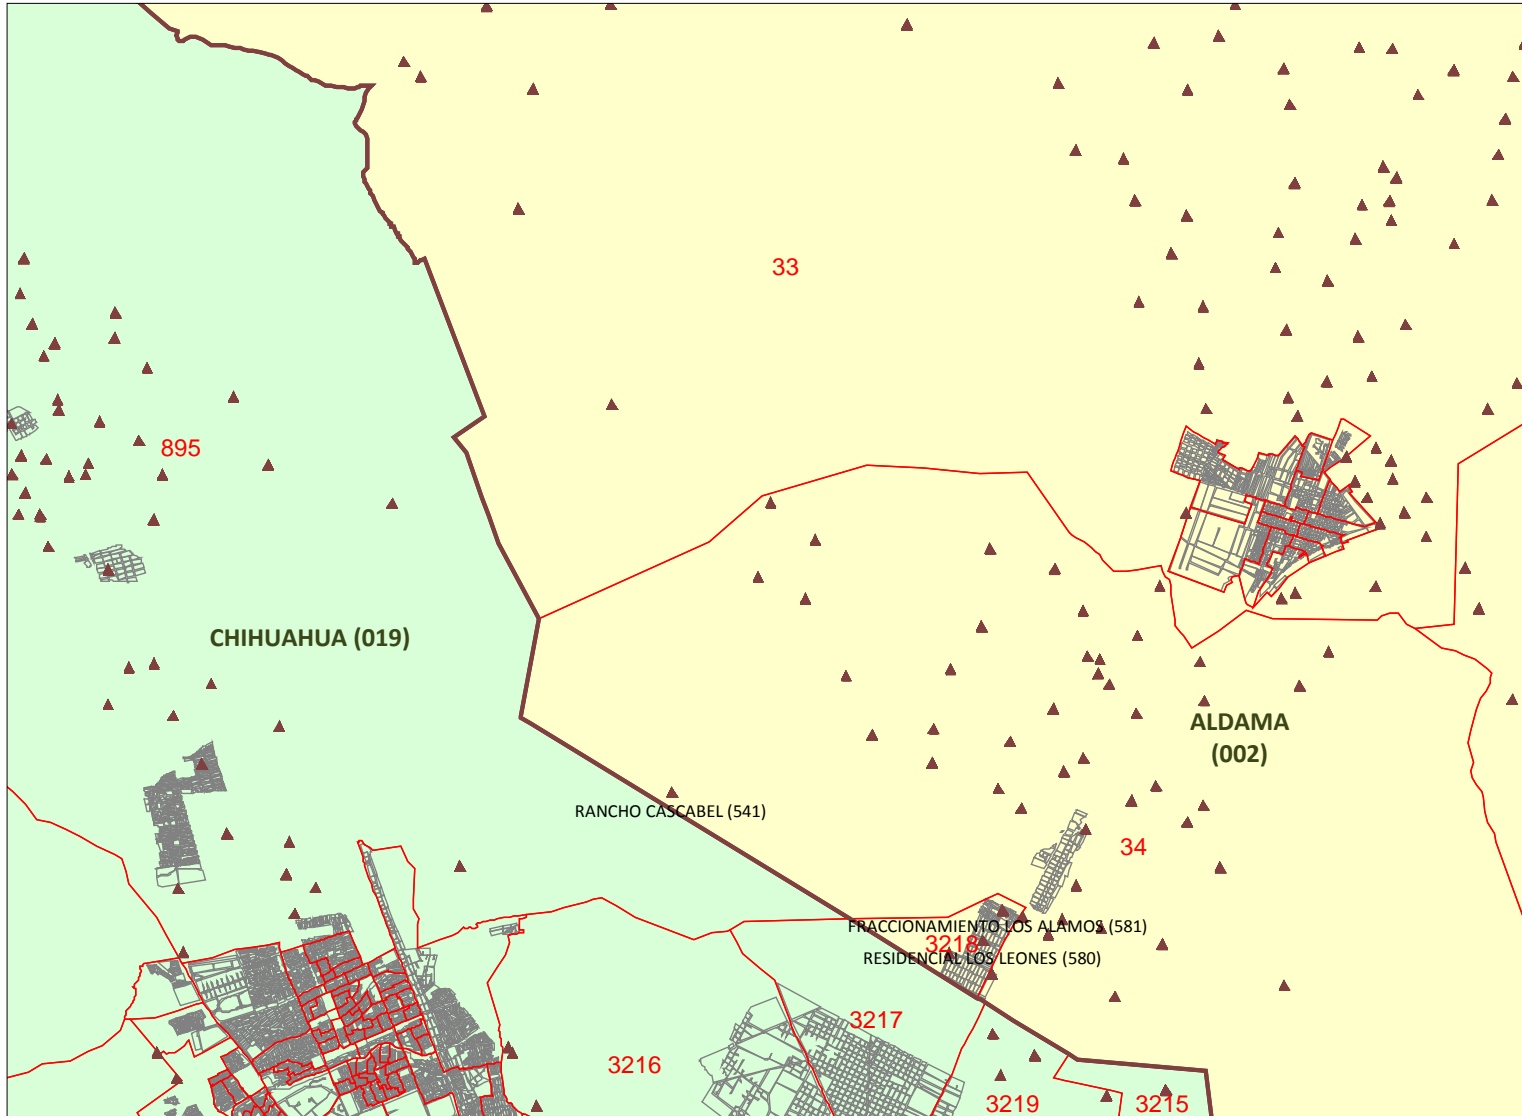 33
895
CHIHUAHUA (019)
ALDAMA
(002)
RANCHO CASCABEL (541)
34
FRACCIONAMIENTO LOS ALAMOS (581)
3218
RESIDENCIAL LOS LEONES (580)
3217
3216
3219
3215